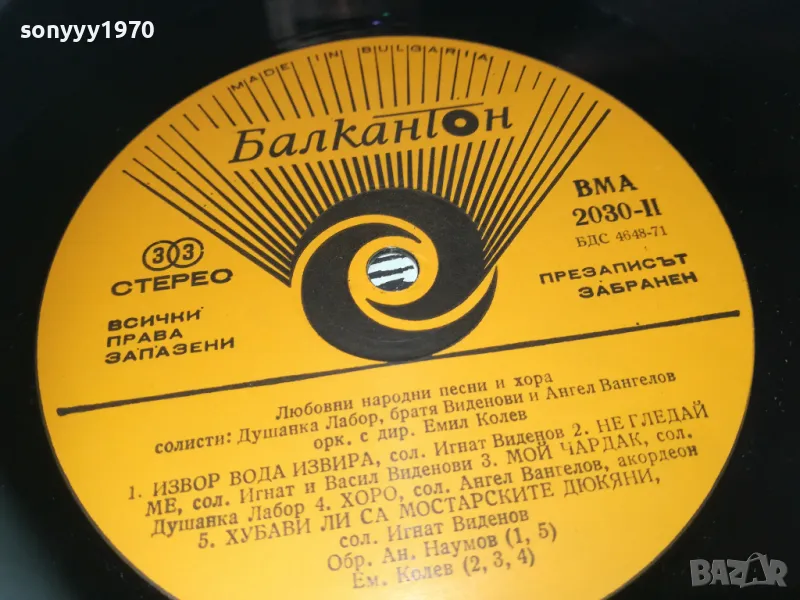 sonyyy1970
MADE IN BULGARIA
Балкантон
ВМА
2030-II
БДС 4648-71
33
СТЕРЕО
ПРЕЗАПИСЪТ
ЗАБРАНЕН
ВСИЧКИ
ПРАВА
ЗАПАЗЕНИ
Любовни народни песни и хора
солисти: Душанка Лабор, братя Виденови и Ангел Вангелов
орк. с дир. Емил Колев
1. ИЗВОР ВОДА ИЗВИРА, сол. Игнат Виденов 2. НЕ ГЛЕДАЙ
МЕ, сол. Игнат и Васил Виденови 3. МОЙ ЧАРДАК, сол.
Душанка Лабор 4. ХОРО, сол. Ангел Вангелов, акордеон
5. ХУБАВИ ЛИ СА МОСТАРСКИТЕ ДЮКЯНИ,
сол. Игнат Виденов
Обр. Ан. Наумов (1, 5)
Ем. Колев (2, 3, 4)
BAZAR